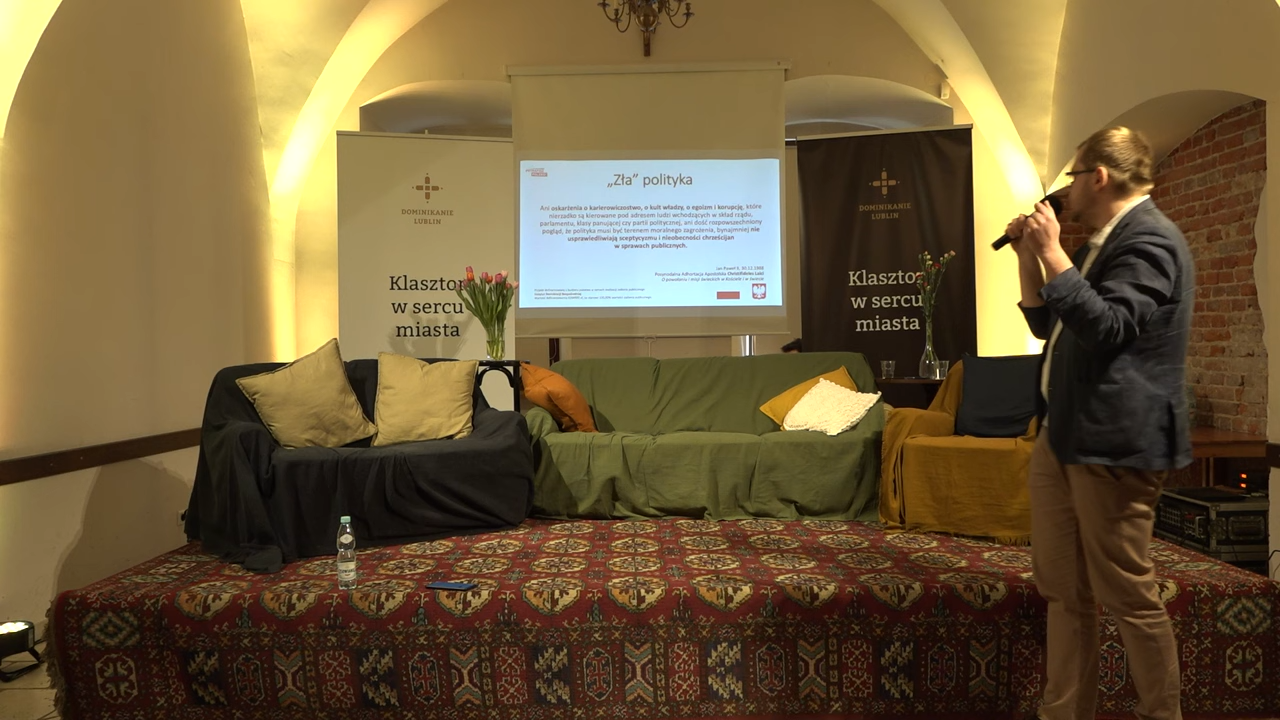 DOMINIKANIE
LUBLIN
Klasztor
w sercu
miasta
„Zła” polityka
Ani oskarżenia o karierowiczostwo, o kult władzy, o egoizm i korupcję, które
nierzadko są kierowane pod adresem ludzi wchodzących w skład rządu,
parlamentu, klasy panującej czy partii politycznej, ani dość rozpowszechniony
pogląd, że polityka musi być terenem moralnego zagrożenia, bynajmniej nie
usprawiedliwiają sceptycyzmu i nieobecności chrześcijan
w sprawach publicznych.
Jan Paweł II, 30.12.1988
Posynodalna Adhortacja Apostolska Christifideles Laici
O powołaniu i misji świeckich w Kościele i w świecie
DOMINIKANIE
LUBLIN
Klasztor
w sercu
miasta